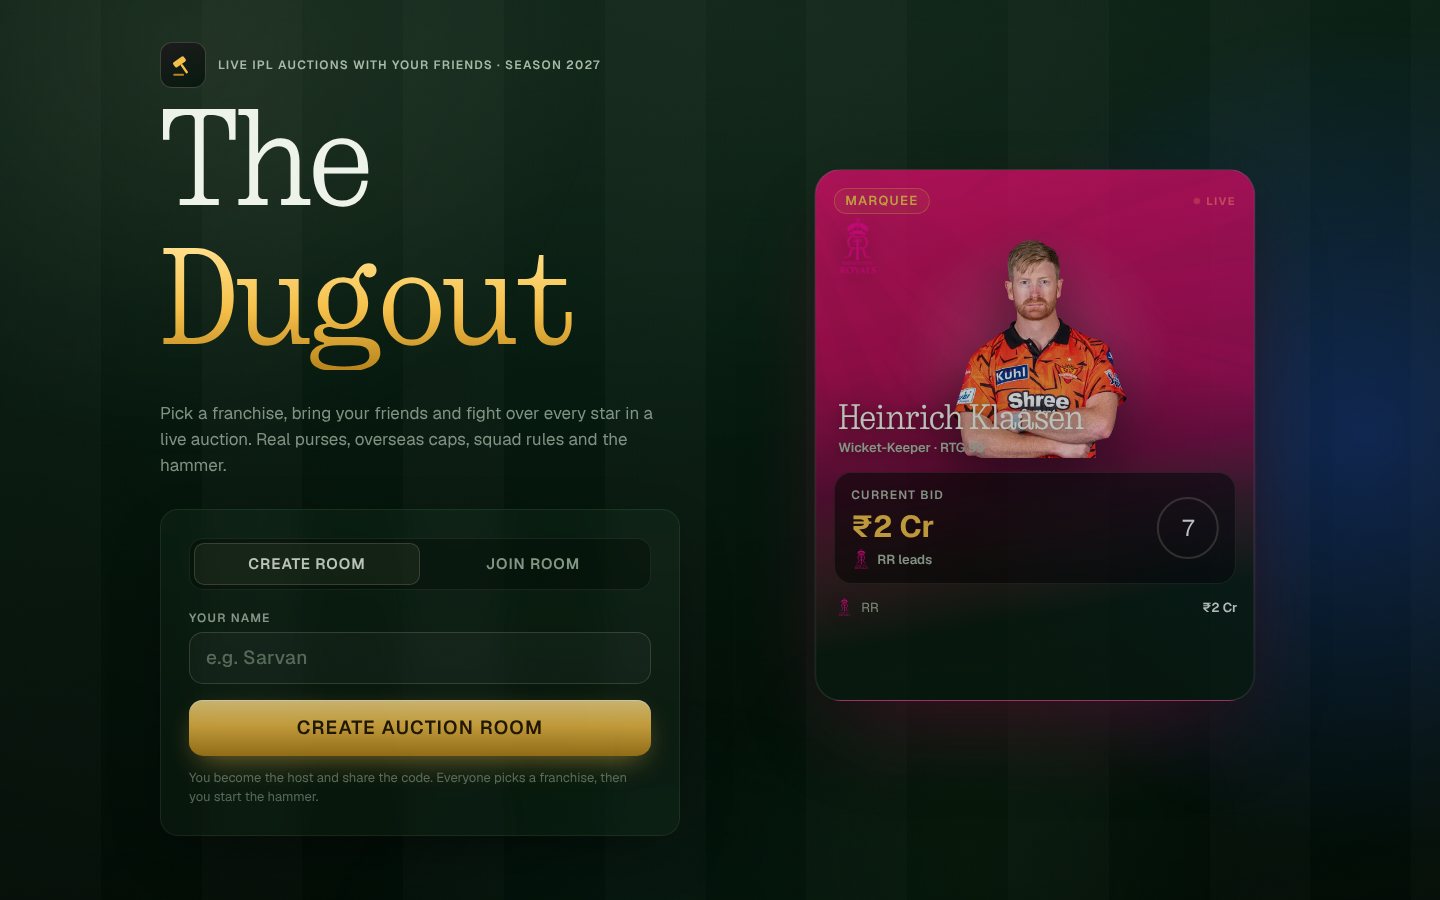 LIVE IPL AUCTIONS WITH YOUR FRIENDS · SEASON 2027
The
Dugout
Pick a franchise, bring your friends and fight over every star in a
live auction. Real purses, overseas caps, squad rules and the
hammer.
CREATE ROOM
JOIN ROOM
YOUR NAME
e.g. Sarvan
CREATE AUCTION ROOM
You become the host and share the code. Everyone picks a franchise, then
you start the hammer.
MARQUEE
LIVE
ROYALS
Kuhl
Shree
Heinrich Klaasen
Wicket-Keeper · RTG
CURRENT BID
₹2 Cr
RR leads
7
RR
₹2 Cr